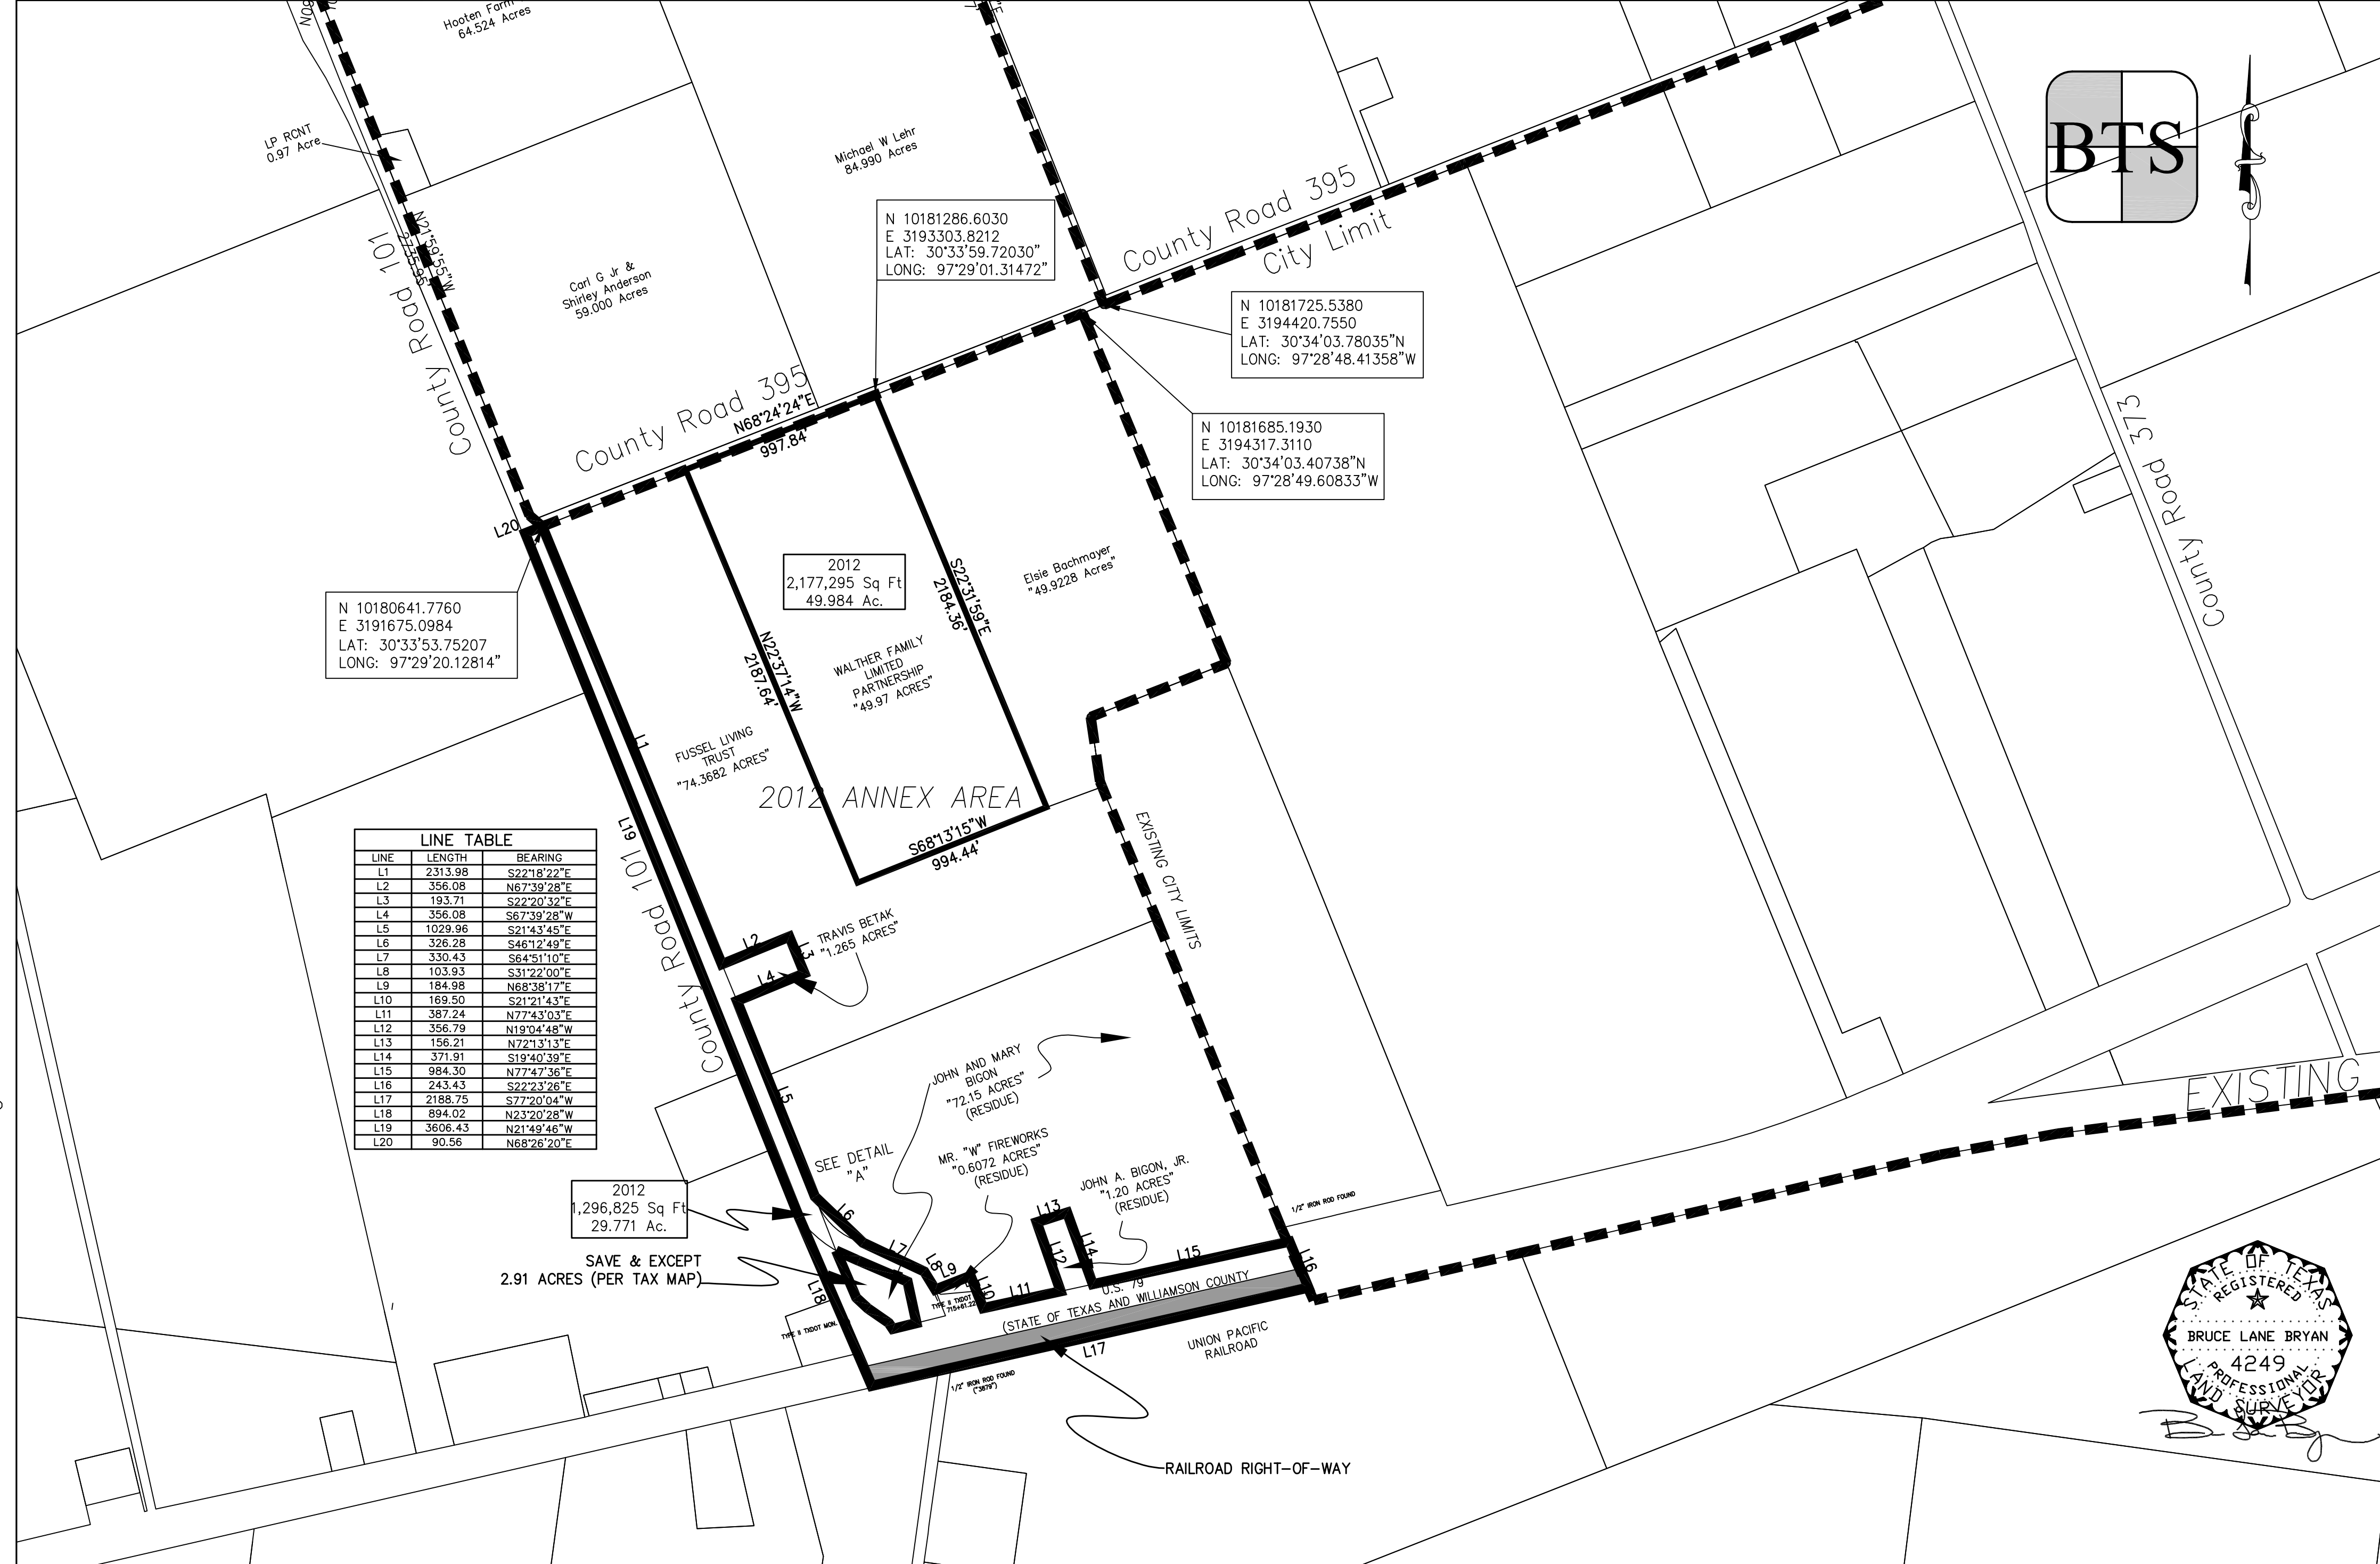 Hooten Farm
64.524 Acres
LP RCNT
0.97 Acre
Michael W Lehr
84.990 Acres
BTS
County Road 395
City Limit
N 10181286.6030
E 3193303.8212
LAT: 30°33'59.72030"
LONG: 97°29'01.31472"
N21°59'55"W
2735.95
County Road 101
Carl G Jr &
Shirley Anderson
59.000 Acres
N 10181725.5380
E 3194420.7550
LAT: 30°34'03.78035"N
LONG: 97°28'48.41358"W
County Road 395
N68°24'24"E
997.84'
N 10181685.1930
E 3194317.3110
LAT: 30°34'03.40738"N
LONG: 97°28'49.60833"W
County Road 373
L20
2012
2,177,295 Sq Ft
49.984 Ac.
S22°31'59"E
2184.36'
Elsie Bachmayer
"49.9228 Acres"
N 10180641.7760
E 3191675.0984
LAT: 30°33'53.75207
LONG: 97°29'20.12814"
N22°37'14"W
2187.64'
WALTHER FAMILY
LIMITED
PARTNERSHIP
"49.97 ACRES"
L1
FUSSEL LIVING
TRUST
"74.3682 ACRES"
2012 ANNEX AREA
S68°13'15"W
994.44'
EXISTING CITY LIMITS
L19
County Road 101
LINE TABLE
LINE LENGTH BEARING
L1 2313.98 S22°18'22"E
L2 356.08 N67°39'28"E
L3 193.71 S22°20'32"E
L4 356.08 S67°39'28"W
L5 1029.96 S21°43'45"E
L6 326.28 S46°12'49"E
L7 330.43 S64°51'10"E
L8 103.93 S31°22'00"E
L9 184.98 N68°38'17"E
L10 169.50 S21°21'43"E
L11 387.24 N77°43'03"E
L12 356.79 N19°04'48"W
L13 156.21 N72°13'13"E
L14 371.91 S19°40'39"E
L15 984.30 N77°47'36"E
L16 243.43 S22°23'26"E
L17 2188.75 S77°20'04"W
L18 894.02 N23°20'28"W
L19 3606.43 N21°49'46"W
L20 90.56 N68°26'20"E
L2
L3
L4
TRAVIS BETAK
"1.265 ACRES"
L5
JOHN AND MARY
BIGON
"72.15 ACRES"
(RESIDUE)
EXISTING
SEE DETAIL
"A"
MR. "W" FIREWORKS
"0.6072 ACRES"
(RESIDUE)
JOHN A. BIGON, JR.
"1.20 ACRES"
(RESIDUE)
2012
1,296,825 Sq Ft
29.771 Ac.
SAVE & EXCEPT
2.91 ACRES (PER TAX MAP)
L6
L7
L8
L9
L10
L11
L12
L13
L14
L15
L16
1/2" IRON ROD FOUND
L18
TYPE II TXDOT MON.
TYPE II TXDOT
715+61.22
U.S. 79
(STATE OF TEXAS AND WILLIAMSON COUNTY
L17
UNION PACIFIC
RAILROAD
1/2" IRON ROD FOUND
("3879")
RAILROAD RIGHT-OF-WAY
STATE OF TEXAS
REGISTERED
BRUCE LANE BRYAN
4249
PROFESSIONAL
LAND SURVEYOR